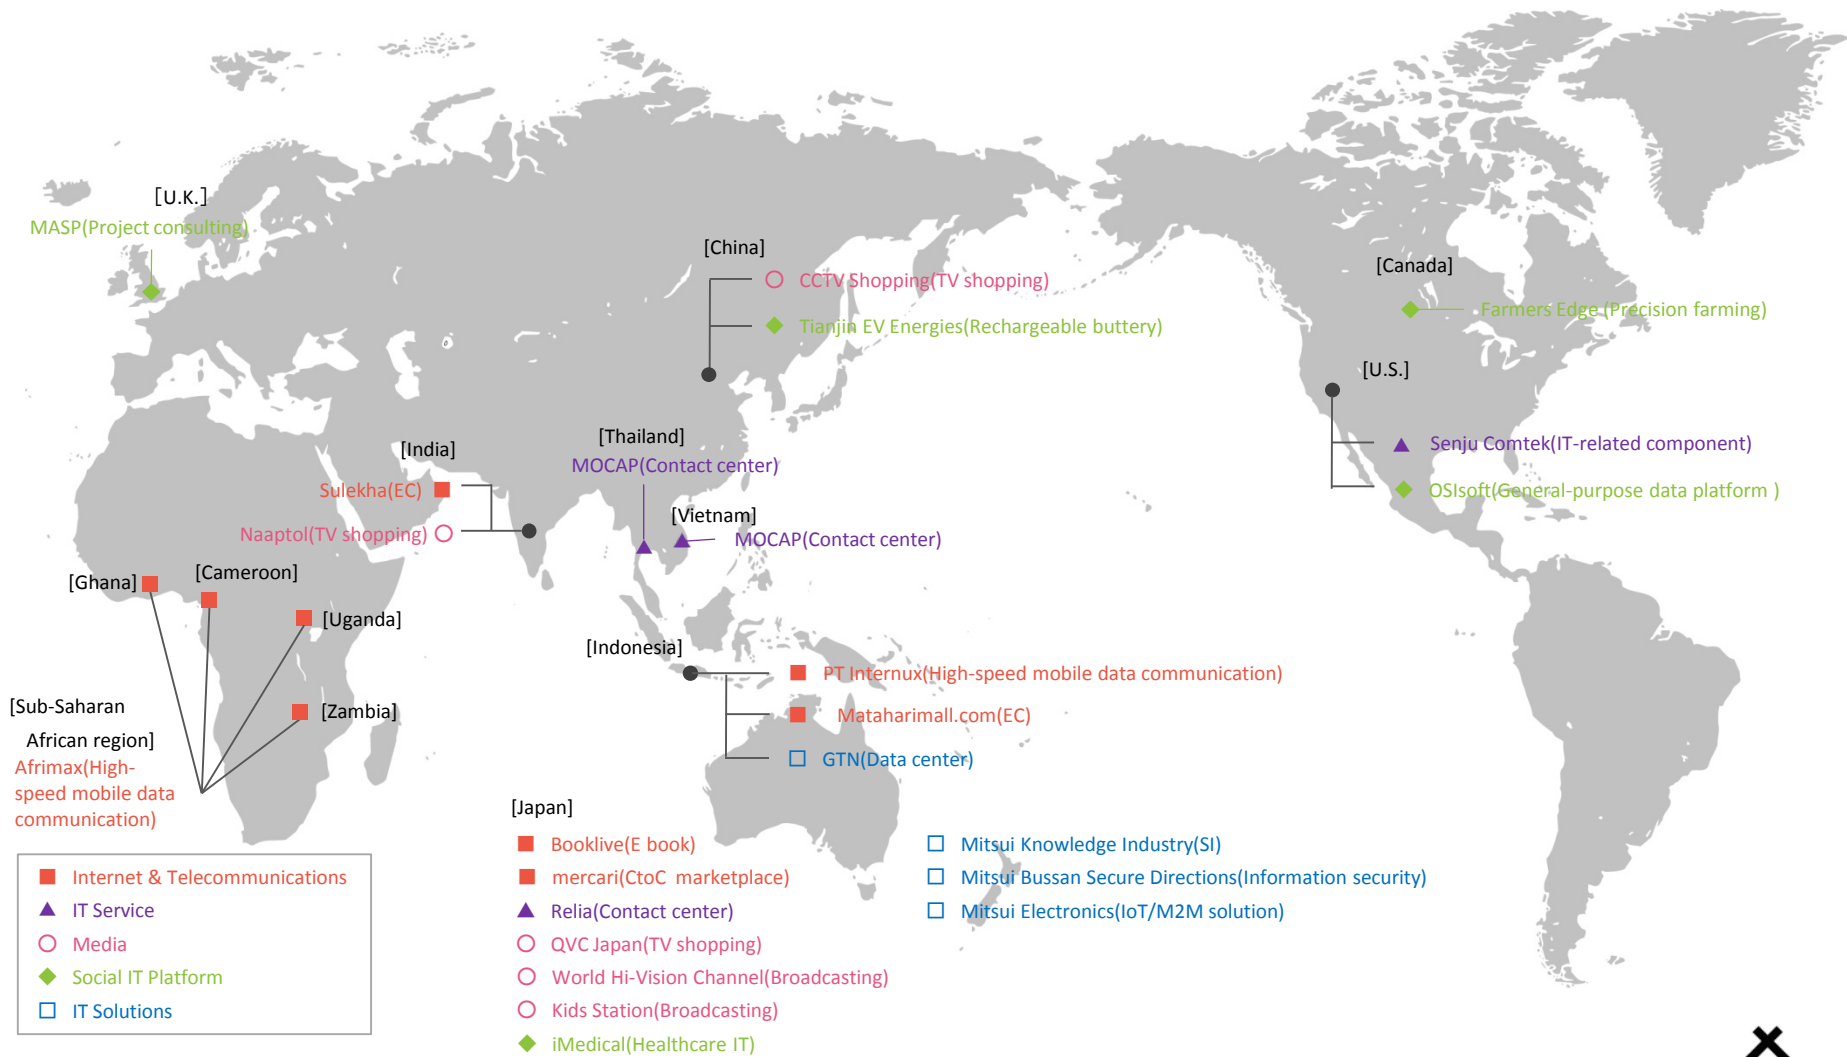 [U.K.]
MASP(Project consulting)
[China]
CCTV Shopping(TV shopping)
Tianjin EV Energies(Rechargeable buttery)
[Canada]
Farmers Edge (Precision farming)
[U.S.]
Senju Comtek(IT-related component)
OSIsoft(General-purpose data platform )
[India]
Sulekha(EC)
Naaptol(TV shopping)
[Thailand]
MOCAP(Contact center)
[Vietnam]
MOCAP(Contact center)
[Ghana]
[Cameroon]
[Uganda]
[Zambia]
[Sub-Saharan
African region]
Afrimax(High-
speed mobile data
communication)
[Indonesia]
PT Internux(High-speed mobile data communication)
Mataharimall.com(EC)
GTN(Data center)
[Japan]
Booklive(E book)
mercari(CtoC marketplace)
Relia(Contact center)
QVC Japan(TV shopping)
World Hi-Vision Channel(Broadcasting)
Kids Station(Broadcasting)
iMedical(Healthcare IT)
Mitsui Knowledge Industry(SI)
Mitsui Bussan Secure Directions(Information security)
Mitsui Electronics(IoT/M2M solution)
Internet & Telecommunications
IT Service
Media
Social IT Platform
IT Solutions